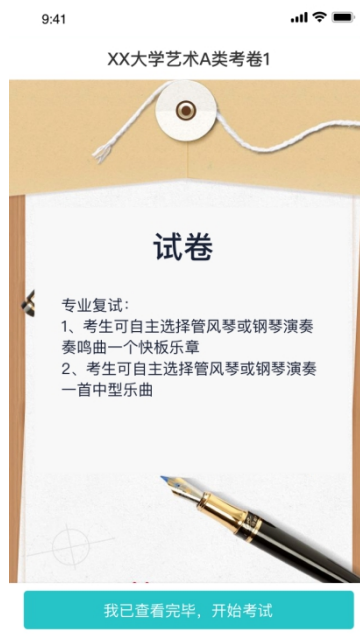 9:41
XX大学艺术A类考卷1
试卷
专业复试：
1、考生可自主选择管风琴或钢琴演奏
奏鸣曲一个快板乐章
2、考生可自主选择管风琴或钢琴演奏
一首中型乐曲
我已查看完毕，开始考试